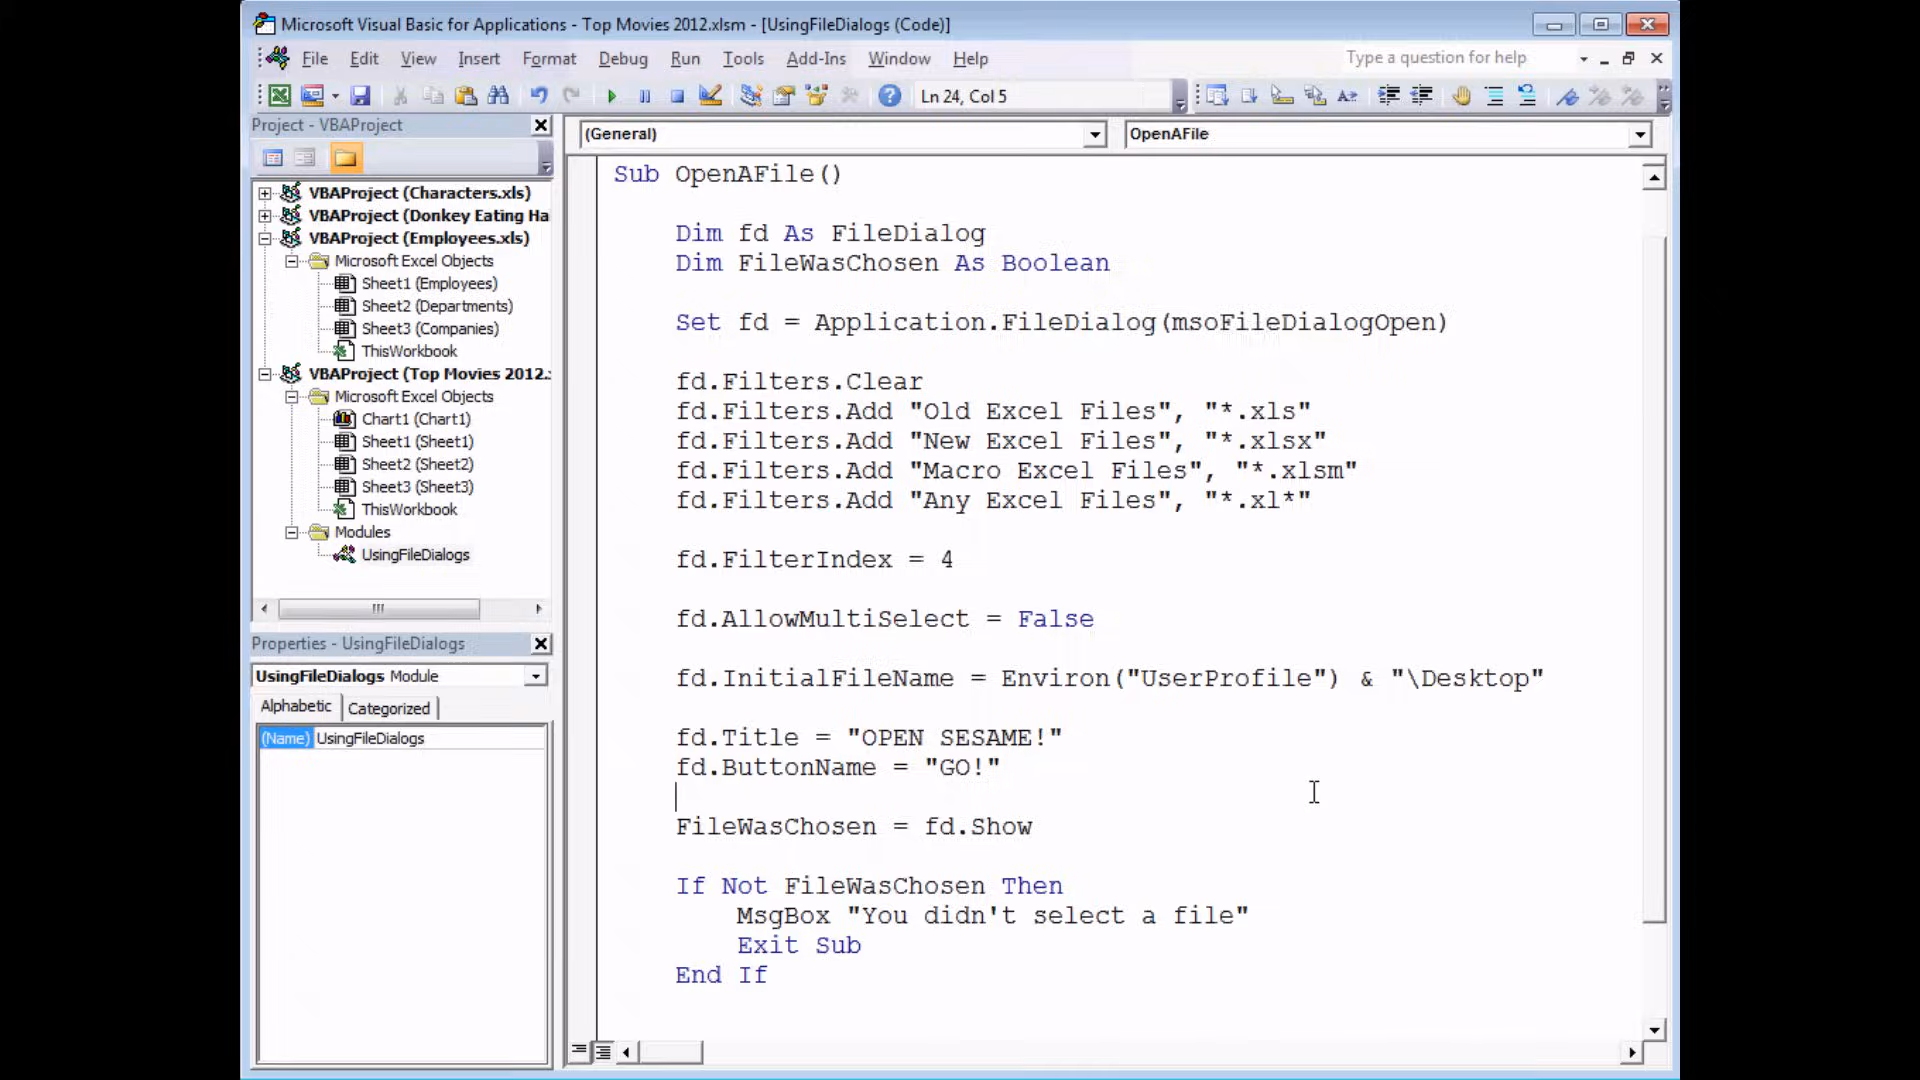 Microsoft Visual Basic for Applications - Top Movies 2012.xlsm - [UsingFileDialogs (Code)]
File Edit View Insert Format Debug Run Tools Add-Ins Window Help
Type a question for help
Ln 24, Col 5
Project - VBAProject
(General)
OpenAFile
VBAProject (Characters.xls)
VBAProject (Donkey Eating Ha
VBAProject (Employees.xls)
Microsoft Excel Objects
Sheet1 (Employees)
Sheet2 (Departments)
Sheet3 (Companies)
ThisWorkbook
VBAProject (Top Movies 2012.
Microsoft Excel Objects
Chart1 (Chart1)
Sheet1 (Sheet1)
Sheet2 (Sheet2)
Sheet3 (Sheet3)
ThisWorkbook
Modules
UsingFileDialogs
Properties - UsingFileDialogs
UsingFileDialogs Module
Alphabetic
Categorized
(Name) UsingFileDialogs
Sub OpenAFile()
Dim fd As FileDialog
Dim FileWasChosen As Boolean
Set fd = Application.FileDialog(msoFileDialogOpen)
fd.Filters.Clear
fd.Filters.Add "Old Excel Files", "*.xls"
fd.Filters.Add "New Excel Files", "*.xlsx"
fd.Filters.Add "Macro Excel Files", "*.xlsm"
fd.Filters.Add "Any Excel Files", "*.xl*"
fd.FilterIndex = 4
fd.AllowMultiSelect = False
fd.InitialFileName = Environ("UserProfile") & "\Desktop"
fd.Title = "OPEN SESAME!"
fd.ButtonName = "GO!"
FileWasChosen = fd.Show
If Not FileWasChosen Then
MsgBox "You didn't select a file"
Exit Sub
End If